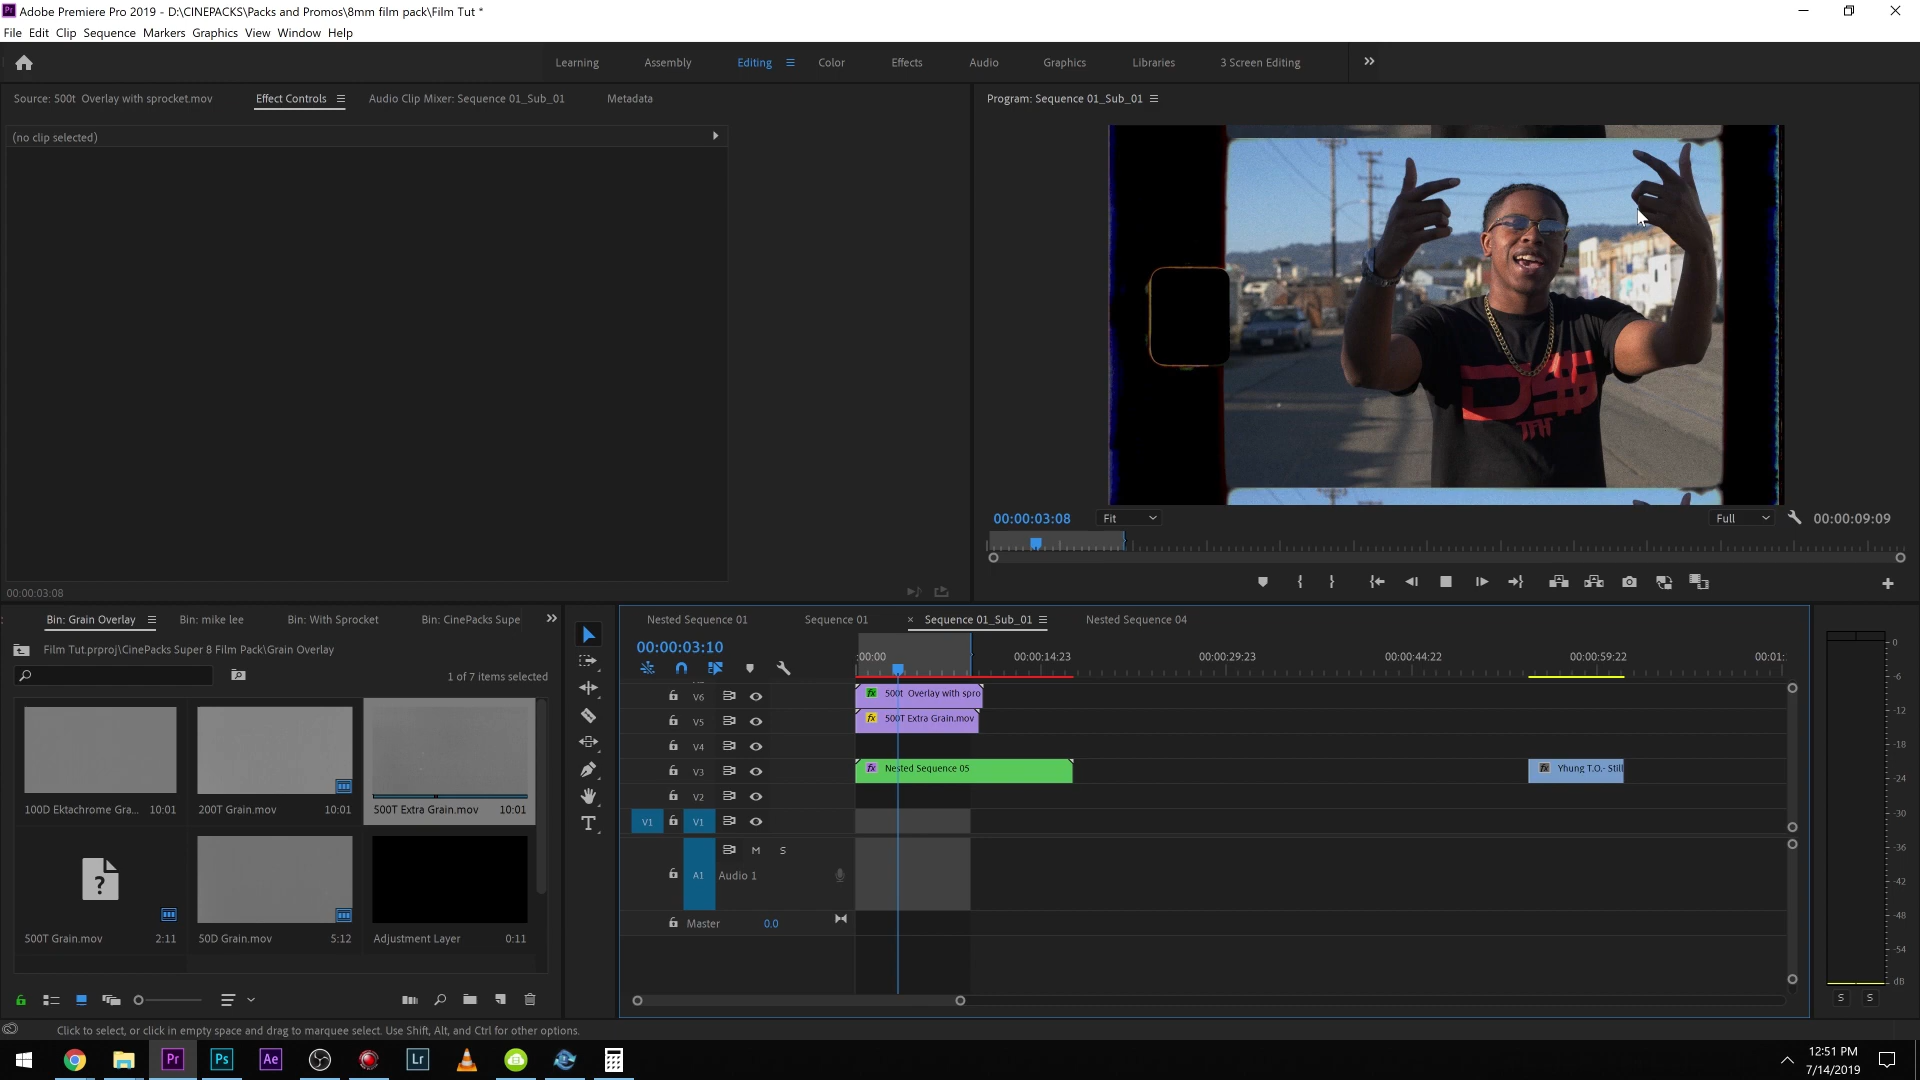 Adobe Premiere Pro 2019 - D:\CINEPACKS\Packs and Promos\8mm film pack\Film Tut *
File Edit Clip Sequence Markers Graphics View Window Help
Learning Assembly Editing Color Effects Audio Graphics Libraries 3 Screen Editing
Source: 500t Overlay with sprocket.mov Effect Controls Audio Clip Mixer: Sequence 01_Sub_01 Metadata
Program: Sequence 01_Sub_01
(no clip selected)
TFH
00:00:03:08 Fit Full 00:00:09:09
00:00:03:08
Bin: Grain Overlay Bin: mike lee Bin: With Sprocket Bin: CinePacks Supe
Nested Sequence 01 Sequence 01 × Sequence 01_Sub_01 Nested Sequence 04
Film Tut.prproj\CinePacks Super 8 Film Pack\Grain Overlay
1 of 7 items selected
00:00:03:10
:00:00 00:00:14:23 00:00:29:23 00:00:44:22 00:00:59:22 00:01:
V6 fx 500t Overlay with spro
V5 fx 500T Extra Grain.mov
V4
V3 fx Nested Sequence 05 fx Yhung T.O.- Still
V2
V1 V1
M S
A1 Audio 1
Master 0.0
100D Ektachrome Gra... 10:01 200T Grain.mov 10:01 500T Extra Grain.mov 10:01
?
500T Grain.mov 2:11 50D Grain.mov 5:12 Adjustment Layer 0:11
0
-6
-12
-18
-24
-30
-36
-42
-48
-54
dB
S S
Click to select, or click in empty space and drag to marquee select. Use Shift, Alt, and Ctrl for other options.
Pr Ps Ae Lr
12:51 PM
7/14/2019